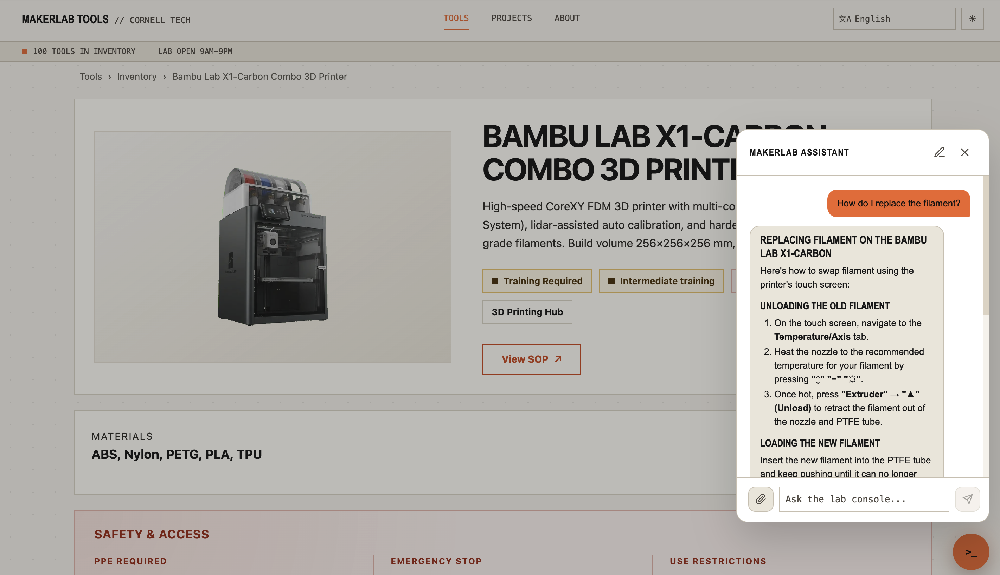 MAKERLAB TOOLS // CORNELL TECH
TOOLS PROJECTS ABOUT
文A English
100 TOOLS IN INVENTORY LAB OPEN 9AM–9PM
Tools › Inventory › Bambu Lab X1-Carbon Combo 3D Printer
BAMBU LAB X1-CARBON
COMBO 3D PRINTE
High-speed CoreXY FDM 3D printer with multi-co
System), lidar-assisted auto calibration, and harde
grade filaments. Build volume 256×256×256 mm,
Training Required
Intermediate training
3D Printing Hub
View SOP ↗
X1-Carbon
Bambu Lab
MATERIALS
ABS, Nylon, PETG, PLA, TPU
SAFETY & ACCESS
PPE REQUIRED
EMERGENCY STOP
USE RESTRICTIONS
MAKERLAB ASSISTANT
How do I replace the filament?
REPLACING FILAMENT ON THE BAMBU
LAB X1-CARBON
Here's how to swap filament using the
printer's touch screen:
UNLOADING THE OLD FILAMENT
1. On the touch screen, navigate to the
Temperature/Axis tab.
2. Heat the nozzle to the recommended
temperature for your filament by
pressing "↕" "–" "☼".
3. Once hot, press "Extruder" → "▲"
(Unload) to retract the filament out of
the nozzle and PTFE tube.
LOADING THE NEW FILAMENT
Insert the new filament into the PTFE tube
and keep pushing until it can no longer
Ask the lab console...
>_